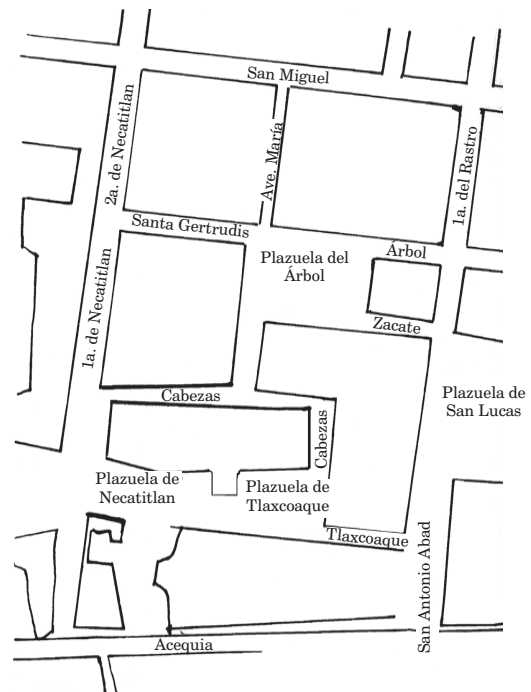 San Miguel
2a. de Necatitlan
Ave. María
1a. del Rastro
Santa Gertrudis
Árbol
Plazuela del
Árbol
1a. de Necatitlan
Zacate
Cabezas
Plazuela de
San Lucas
Cabezas
Plazuela de
Necatitlan
Plazuela de
Tlaxcoaque
Tlaxcoaque
San Antonio Abad
Acequia